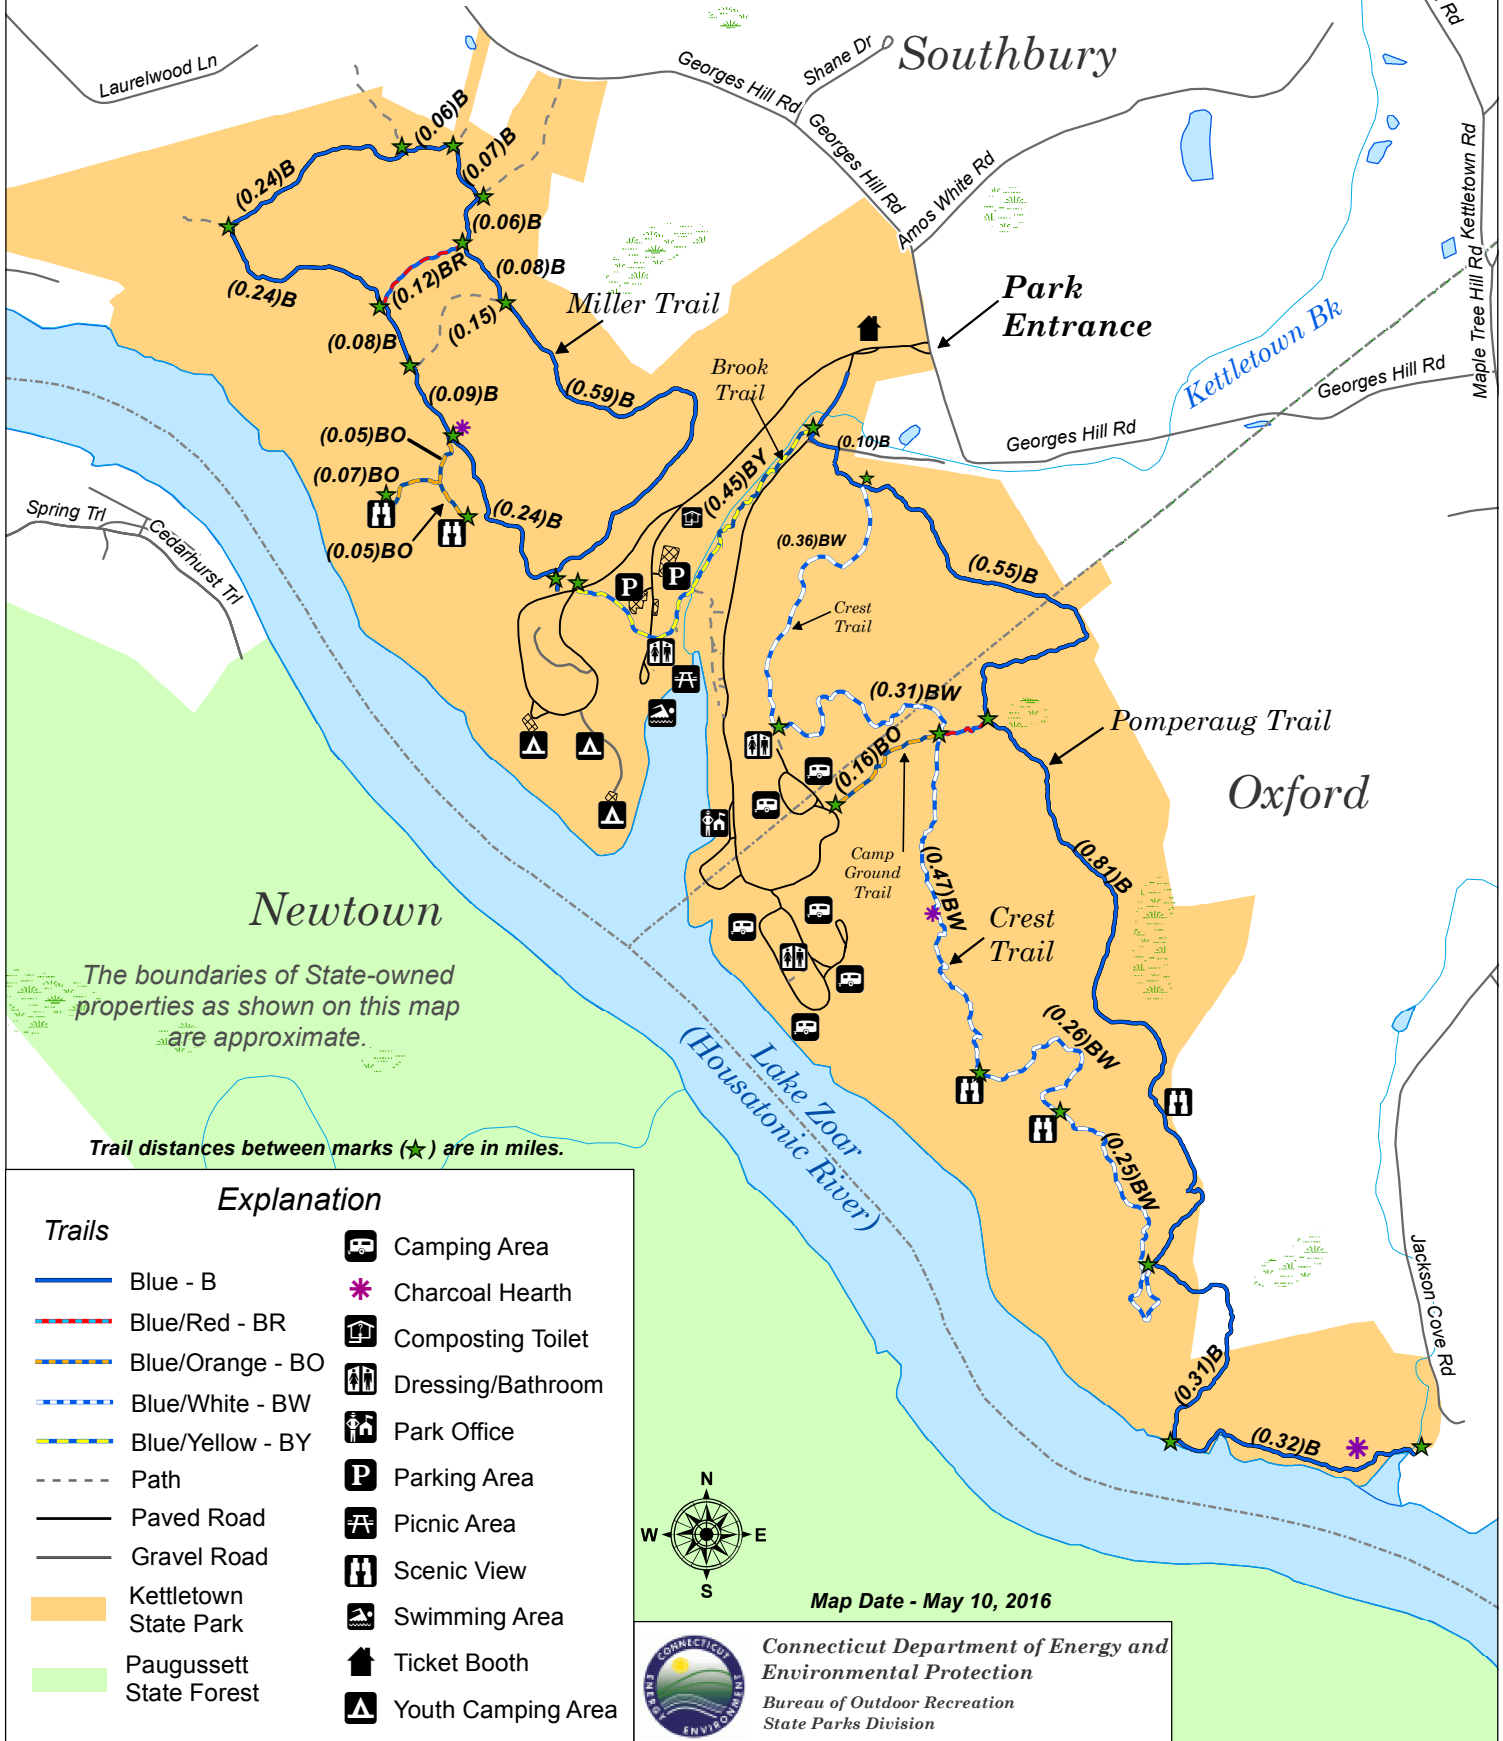 Rd
Southbury
Laurelwood Ln
Georges Hill Rd
Shane Dr
Georges Hill Rd
Amos White Rd
Kettletown Rd
Maple Tree Hill Rd
(0.06)B
(0.07)B
(0.24)B
(0.06)B
(0.08)B
(0.12)BR
(0.24)B
(0.15)
Miller Trail
(0.08)B
Park
Entrance
Kettletown Bk
Brook
Trail
(0.59)B
(0.09)B
Georges Hill Rd
Georges Hill Rd
(0.05)BO
(0.10)B
(0.07)BO
(0.45)BY
Spring Trl
Cedarhurst Trl
(0.24)B
(0.05)BO
(0.36)BW
(0.55)B
P
P
Crest
Trail
(0.31)BW
Pomperaug Trail
(0.16)BO
Oxford
Camp
Ground
Trail
(0.81)B
(0.47)BW
Newtown
Crest
Trail
The boundaries of State-owned
properties as shown on this map
are approximate.
(0.26)BW
Lake Zoar
(Housatonic River)
(0.25)BW
Trail distances between marks ( ) are in miles.
Jackson Cove Rd
(0.31)B
(0.32)B
Explanation
Trails
Blue - B
Blue/Red - BR
Blue/Orange - BO
Blue/White - BW
Blue/Yellow - BY
Path
Paved Road
Gravel Road
Kettletown
State Park
Paugussett
State Forest
Camping Area
Charcoal Hearth
Composting Toilet
Dressing/Bathroom
Park Office
P Parking Area
Picnic Area
Scenic View
Swimming Area
Ticket Booth
Youth Camping Area
N
W E
S
Map Date - May 10, 2016
CONNECTICUT
ENERGY
ENVIRONMENT
Connecticut Department of Energy and
Environmental Protection
Bureau of Outdoor Recreation
State Parks Division